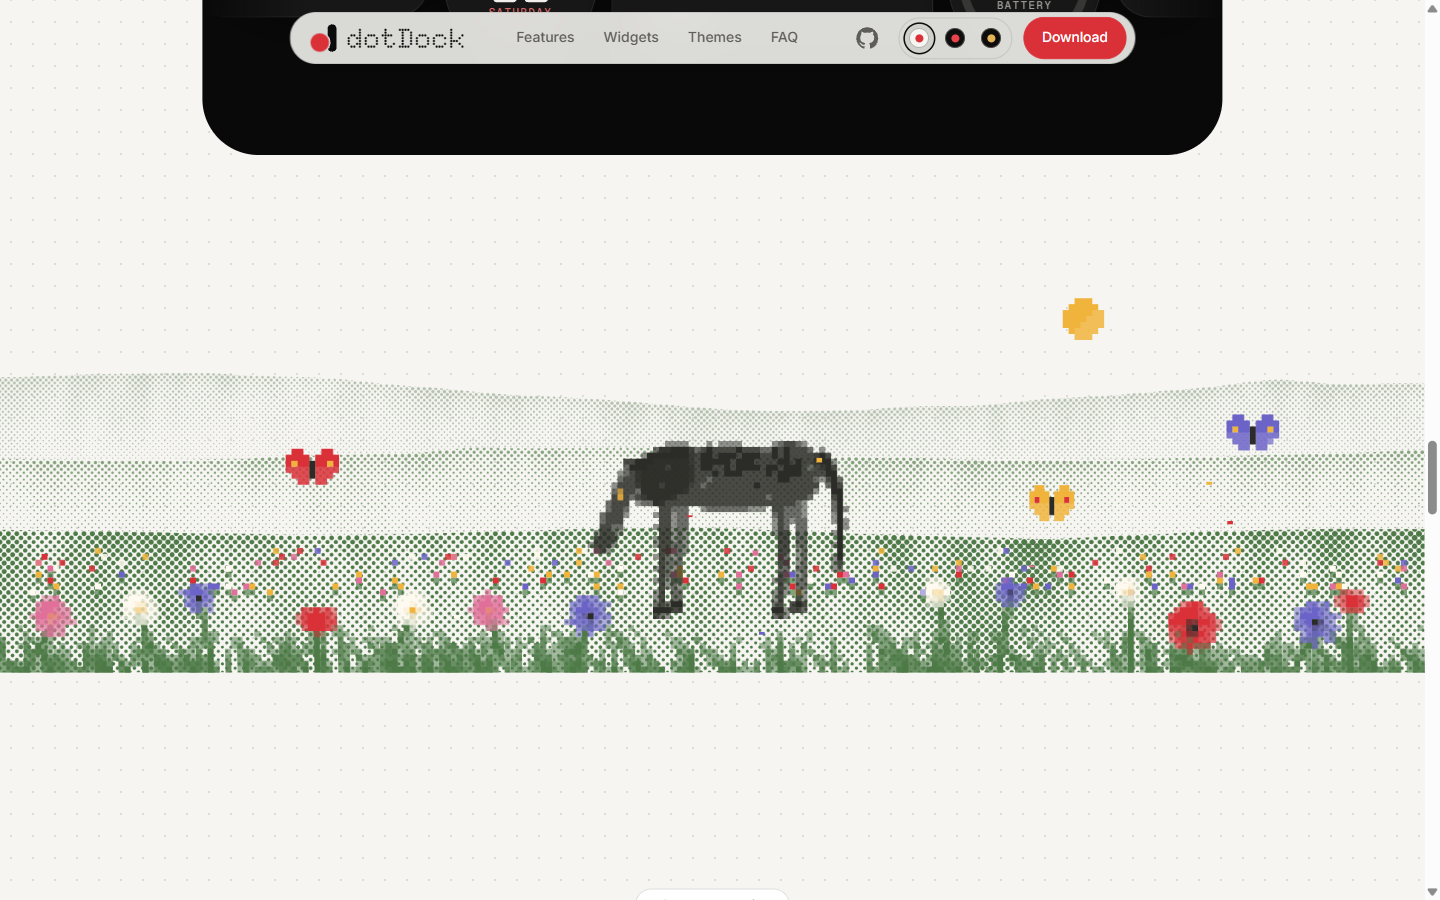 SATURDAY
BATTERY
dotDock
Features
Widgets
Themes
FAQ
Download